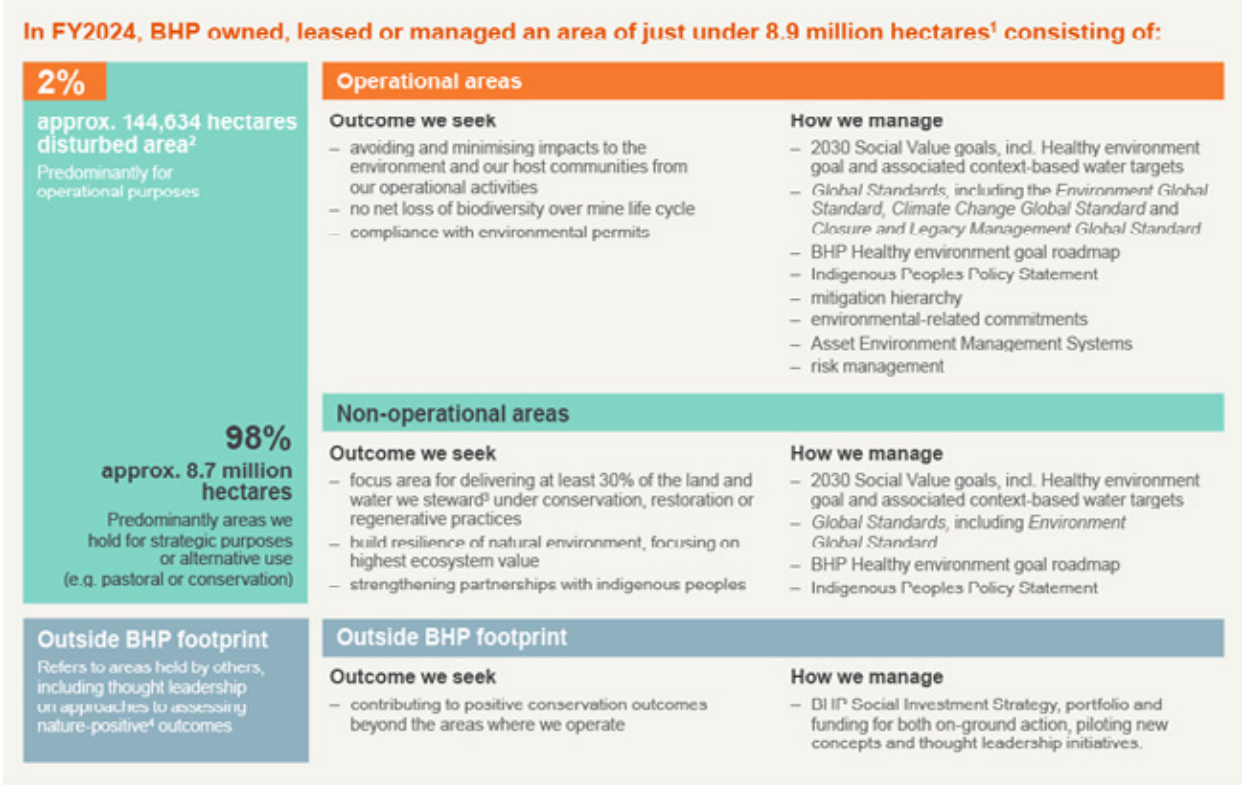 In FY2024, BHP owned, leased or managed an area of just under 8.9 million hectares¹ consisting of:
2%
approx. 144,634 hectares
disturbed area²
Predominantly for
operational purposes
98%
approx. 8.7 million
hectares
Predominantly areas we
hold for strategic purposes
or alternative use
(e.g. pastoral or conservation)
Operational areas
Outcome we seek
– avoiding and minimising impacts to the
environment and our host communities from
our operational activities
– no net loss of biodiversity over mine life cycle
– compliance with environmental permits
How we manage
– 2030 Social Value goals, incl. Healthy environment
goal and associated context-based water targets
– Global Standards, including the Environment Global
Standard, Climate Change Global Standard and
Closure and Legacy Management Global Standard
– BHP Healthy environment goal roadmap
– Indigenous Peoples Policy Statement
– mitigation hierarchy
– environmental-related commitments
– Asset Environment Management Systems
– risk management
Non-operational areas
Outcome we seek
– focus area for delivering at least 30% of the land and
water we steward³ under conservation, restoration or
regenerative practices
– build resilience of natural environment, focusing on
highest ecosystem value
– strengthening partnerships with indigenous peoples
How we manage
– 2030 Social Value goals, incl. Healthy environment
goal and associated context-based water targets
– Global Standards, including Environment
Global Standard
– BHP Healthy environment goal roadmap
– Indigenous Peoples Policy Statement
Outside BHP footprint
Refers to areas held by others,
including thought leadership
on approaches to assessing
nature-positive⁴ outcomes
Outside BHP footprint
Outcome we seek
– contributing to positive conservation outcomes
beyond the areas where we operate
How we manage
– BHP Social Investment Strategy, portfolio and
funding for both on-ground action, piloting new
concepts and thought leadership initiatives.